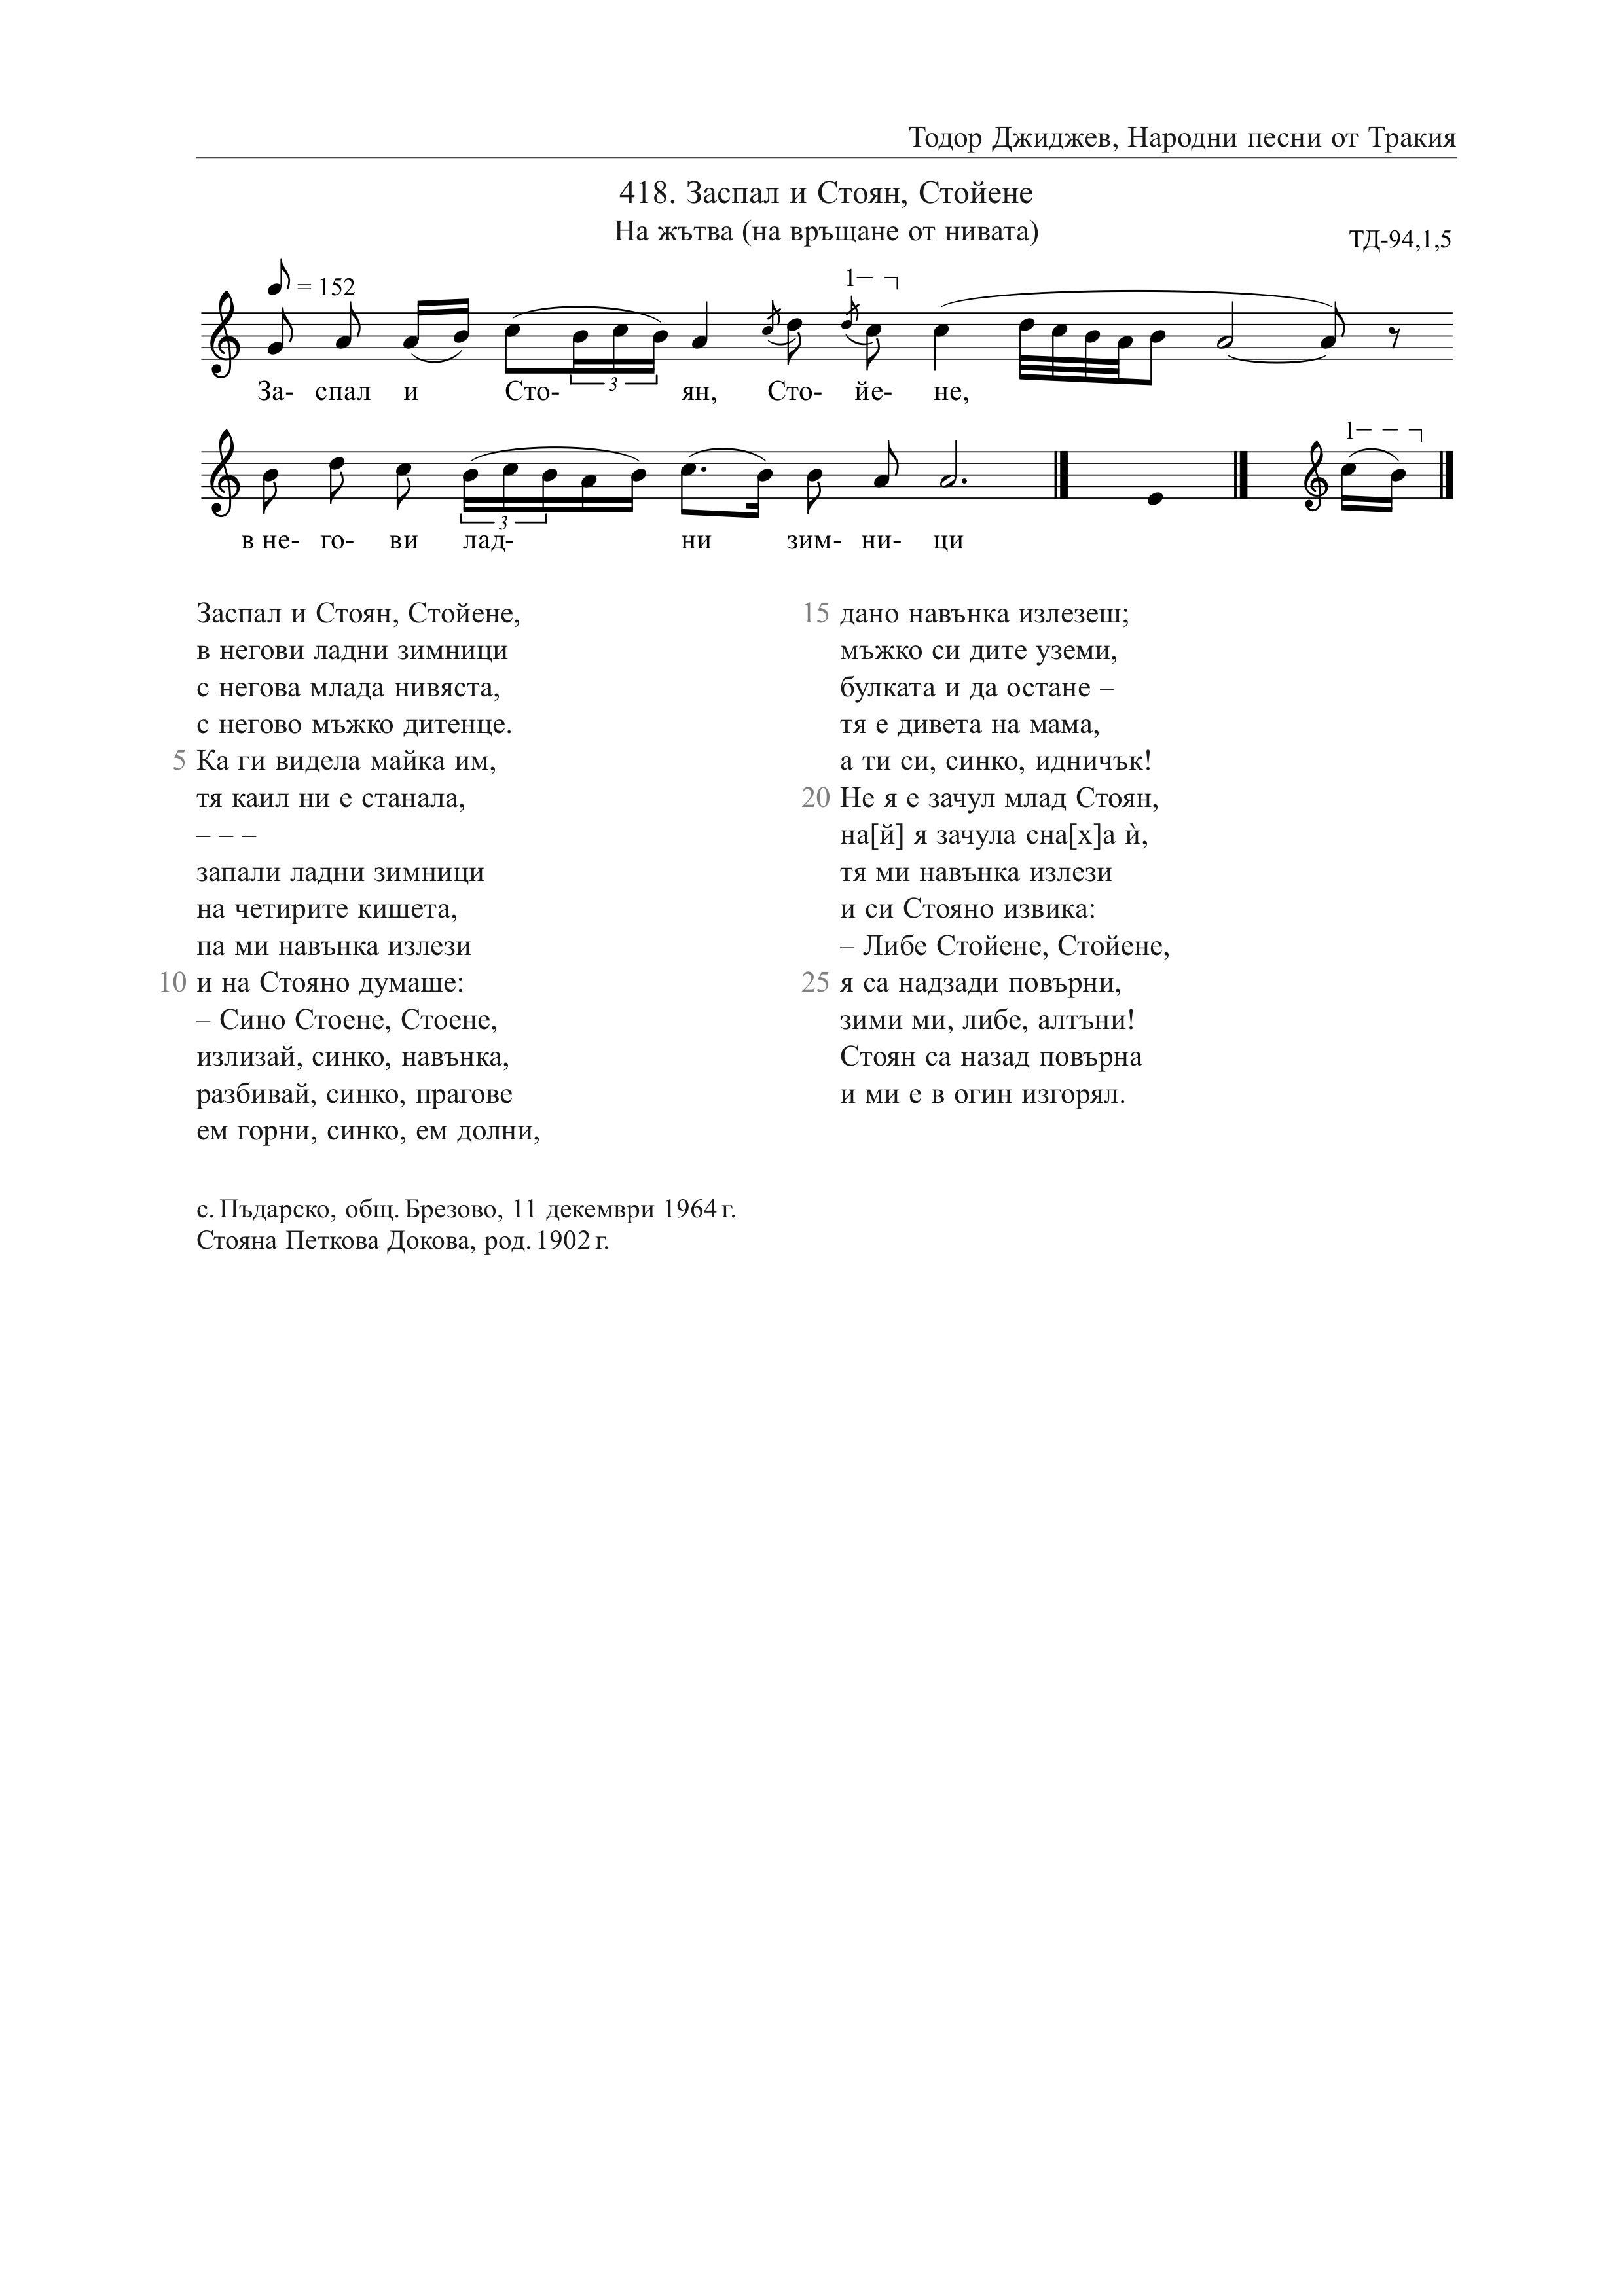 Тодор Джиджев, Народни песни от Тракия
418. Заспал и Стоян, Стойене
На жътва (на връщане от нивата)
ТД-94,1,5
= 152
1
3
За- спал и Сто- ян, Сто- йе- не,
1
3
в не- го- ви лад- ни зим- ни- ци
Заспал и Стоян, Стойене,
в негови ладни зимници
с негова млада нивяста,
с негово мъжко дитенце.
5 Ка ги видела майка им,
тя каил ни е станала,
– – –
запали ладни зимници
на четирите кишета,
па ми навънка излези
10 и на Стояно думаше:
– Сино Стоене, Стоене,
излизай, синко, навънка,
разбивай, синко, прагове
ем горни, синко, ем долни,
15 дано навънка излезеш;
мъжко си дите уземи,
булката и да остане –
тя е дивета на мама,
а ти си, синко, идничък!
20 Не я е зачул млад Стоян,
на[й] я зачула сна[х]а ѝ,
тя ми навънка излези
и си Стояно извика:
– Либе Стойене, Стойене,
25 я са надзади повърни,
зими ми, либе, алтъни!
Стоян са назад повърна
и ми е в огин изгорял.
с. Пъдарско, общ. Брезово, 11 декември 1964 г.
Стояна Петкова Докова, род. 1902 г.